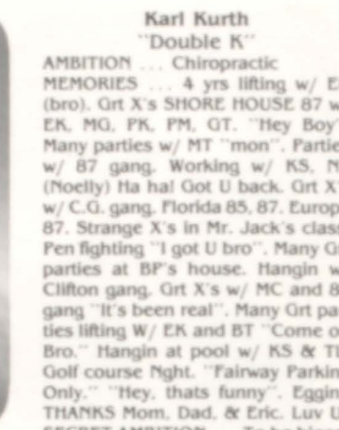 Karl Kurth
"Double K"
AMBITION ... Chiropractic
MEMORIES ... 4 yrs lifting w/
(bro). Grt X's SHORE HOUSE 87
EK, MG, PK, PM, GT. "Hey Boy"
Many parties w/ MT "mon". Partie
w/ 87 gang. Working w/ KS, N
(Noelly) Ha ha! Got U back. Grt X'
w/ C.G. gang. Florida 85, 87. Europ
87. Strange X's in Mr. Jack's clas
Pen fighting "I got U bro". Many G
parties at BP's house. Hangin w
Clifton gang. Grt X's w/ MC and 8
gang "It's been real". Many Grt par
ties lifting W/ EK and BT "Come o
Bro." Hangin at pool w/ KS & T
Golf course Nght. "Fairway Parkin
Only." "Hey, thats funny". Eggin
THANKS Mom, Dad, & Eric. Luv U